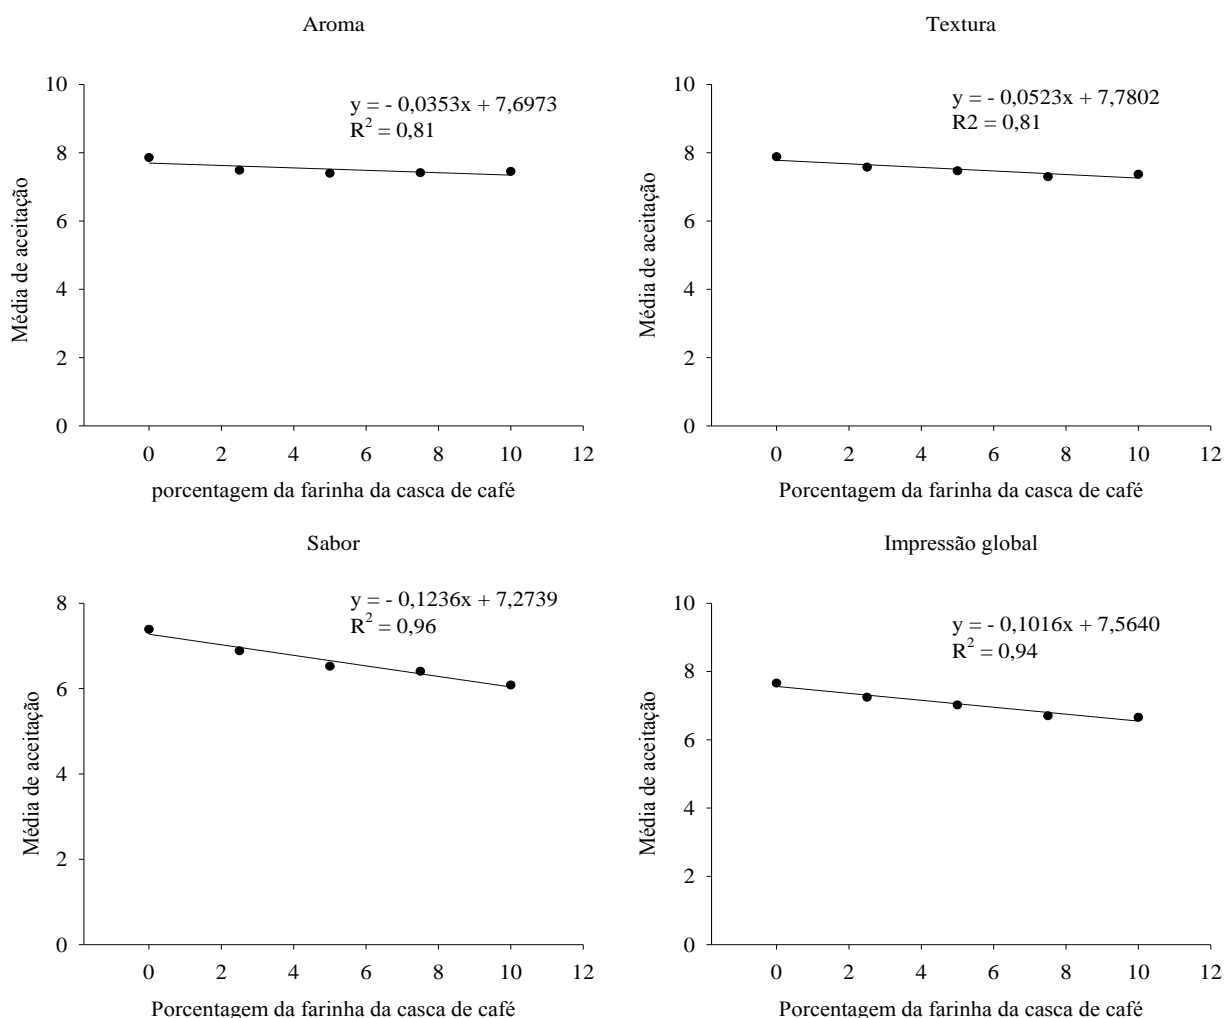 Aroma
10
8
6
4
2
0
Média de aceitação
y = - 0,0353x + 7,6973
R² = 0,81
0 2 4 6 8 10 12
porcentagem da farinha da casca de café
Textura
10
8
6
4
2
0
Média de aceitação
y = - 0,0523x + 7,7802
R2 = 0,81
0 2 4 6 8 10 12
Porcentagem da farinha da casca de café
Sabor
8
6
4
2
0
Média de aceitação
y = - 0,1236x + 7,2739
R² = 0,96
0 2 4 6 8 10 12
Porcentagem da farinha da casca de café
Impressão global
10
8
6
4
2
0
Média de aceitação
y = - 0,1016x + 7,5640
R² = 0,94
0 2 4 6 8 10 12
Porcentagem da farinha da casca de café